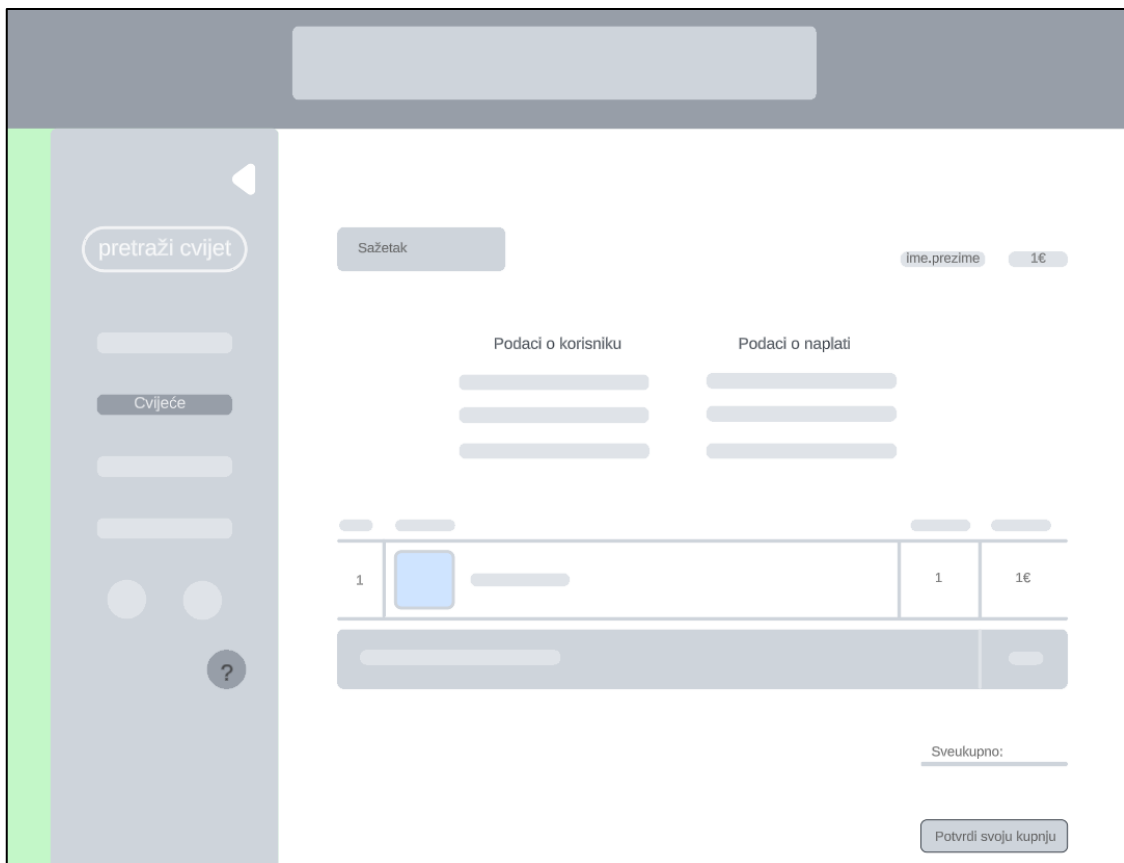 pretraži cvijet
Cvijeće
?
Sažetak
ime.prezime 1€
Podaci o korisniku Podaci o naplati
1 1 1€
Sveukupno:
Potvrdi svoju kupnju